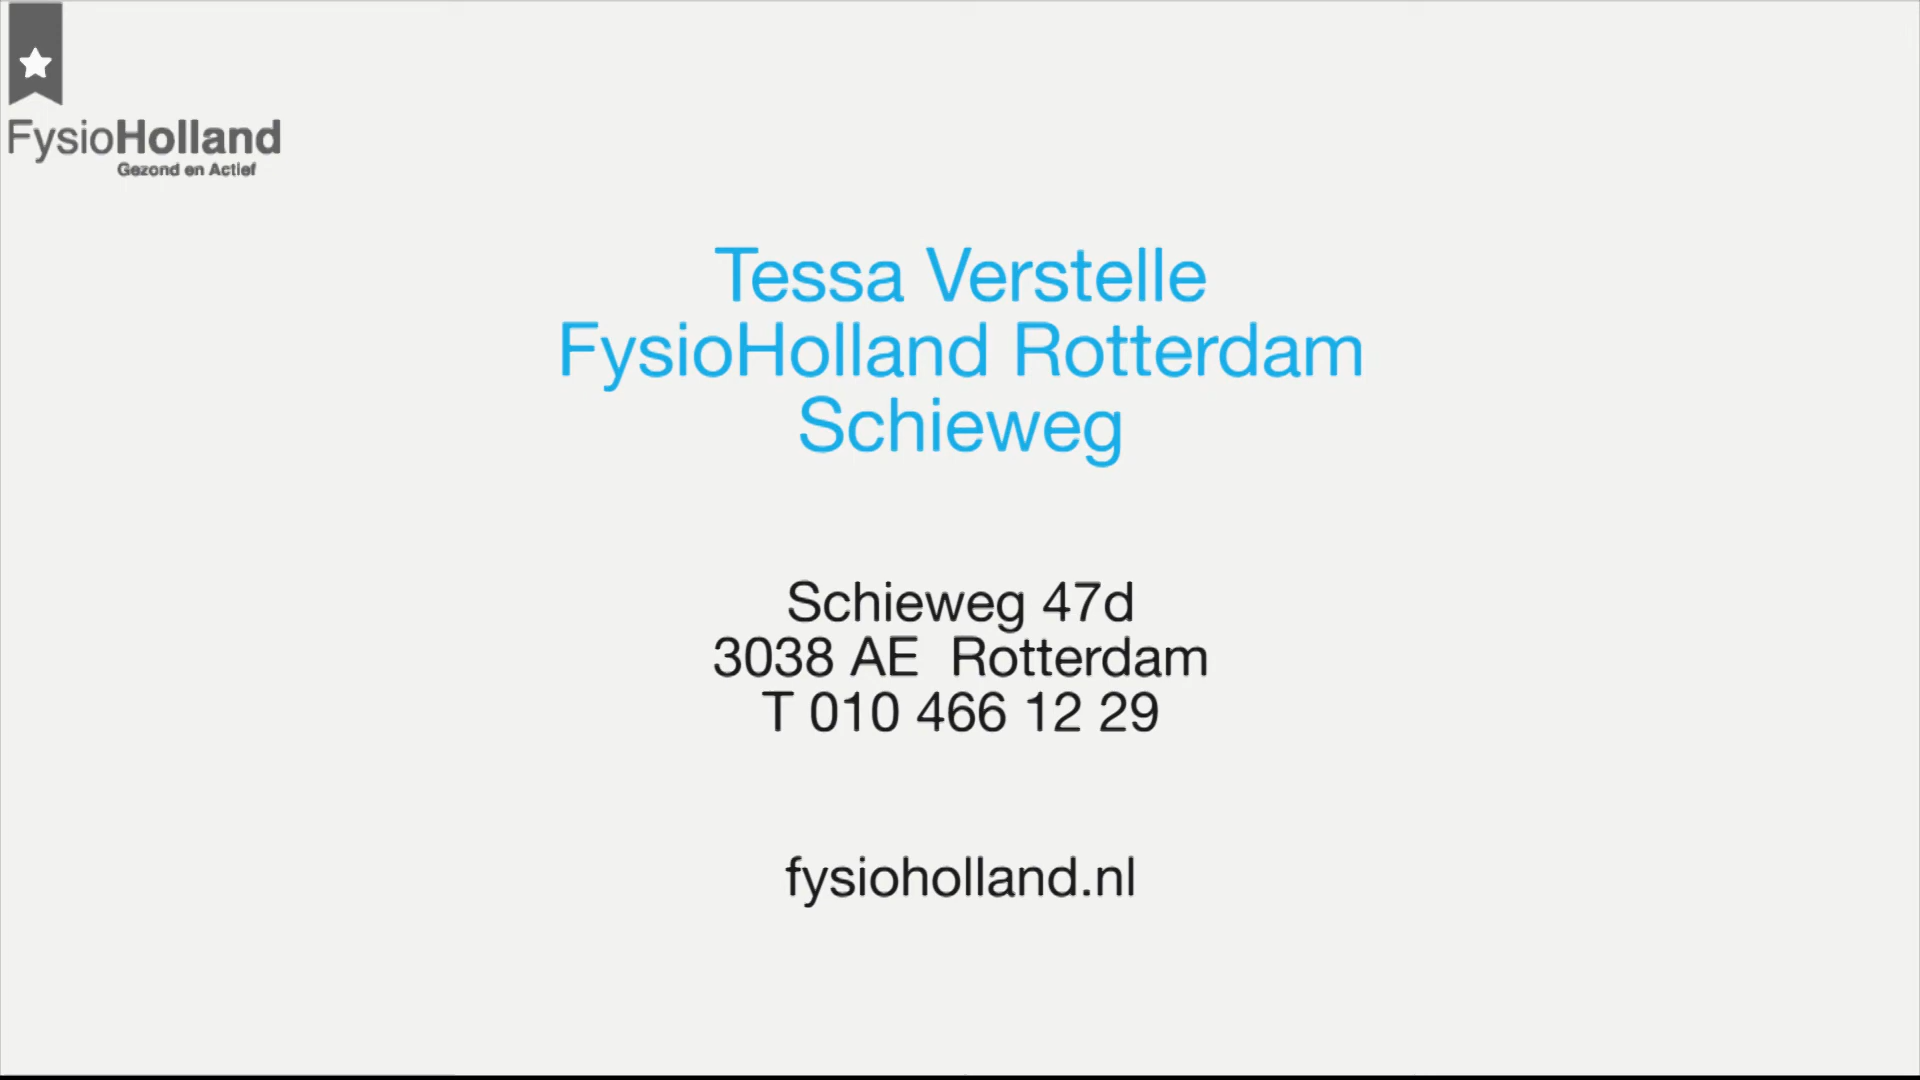 FysioHolland
Gezond en Actief
Tessa Verstelle
FysioHolland Rotterdam
Schieweg
Schieweg 47d
3038 AE  Rotterdam
T 010 466 12 29
fysioholland.nl